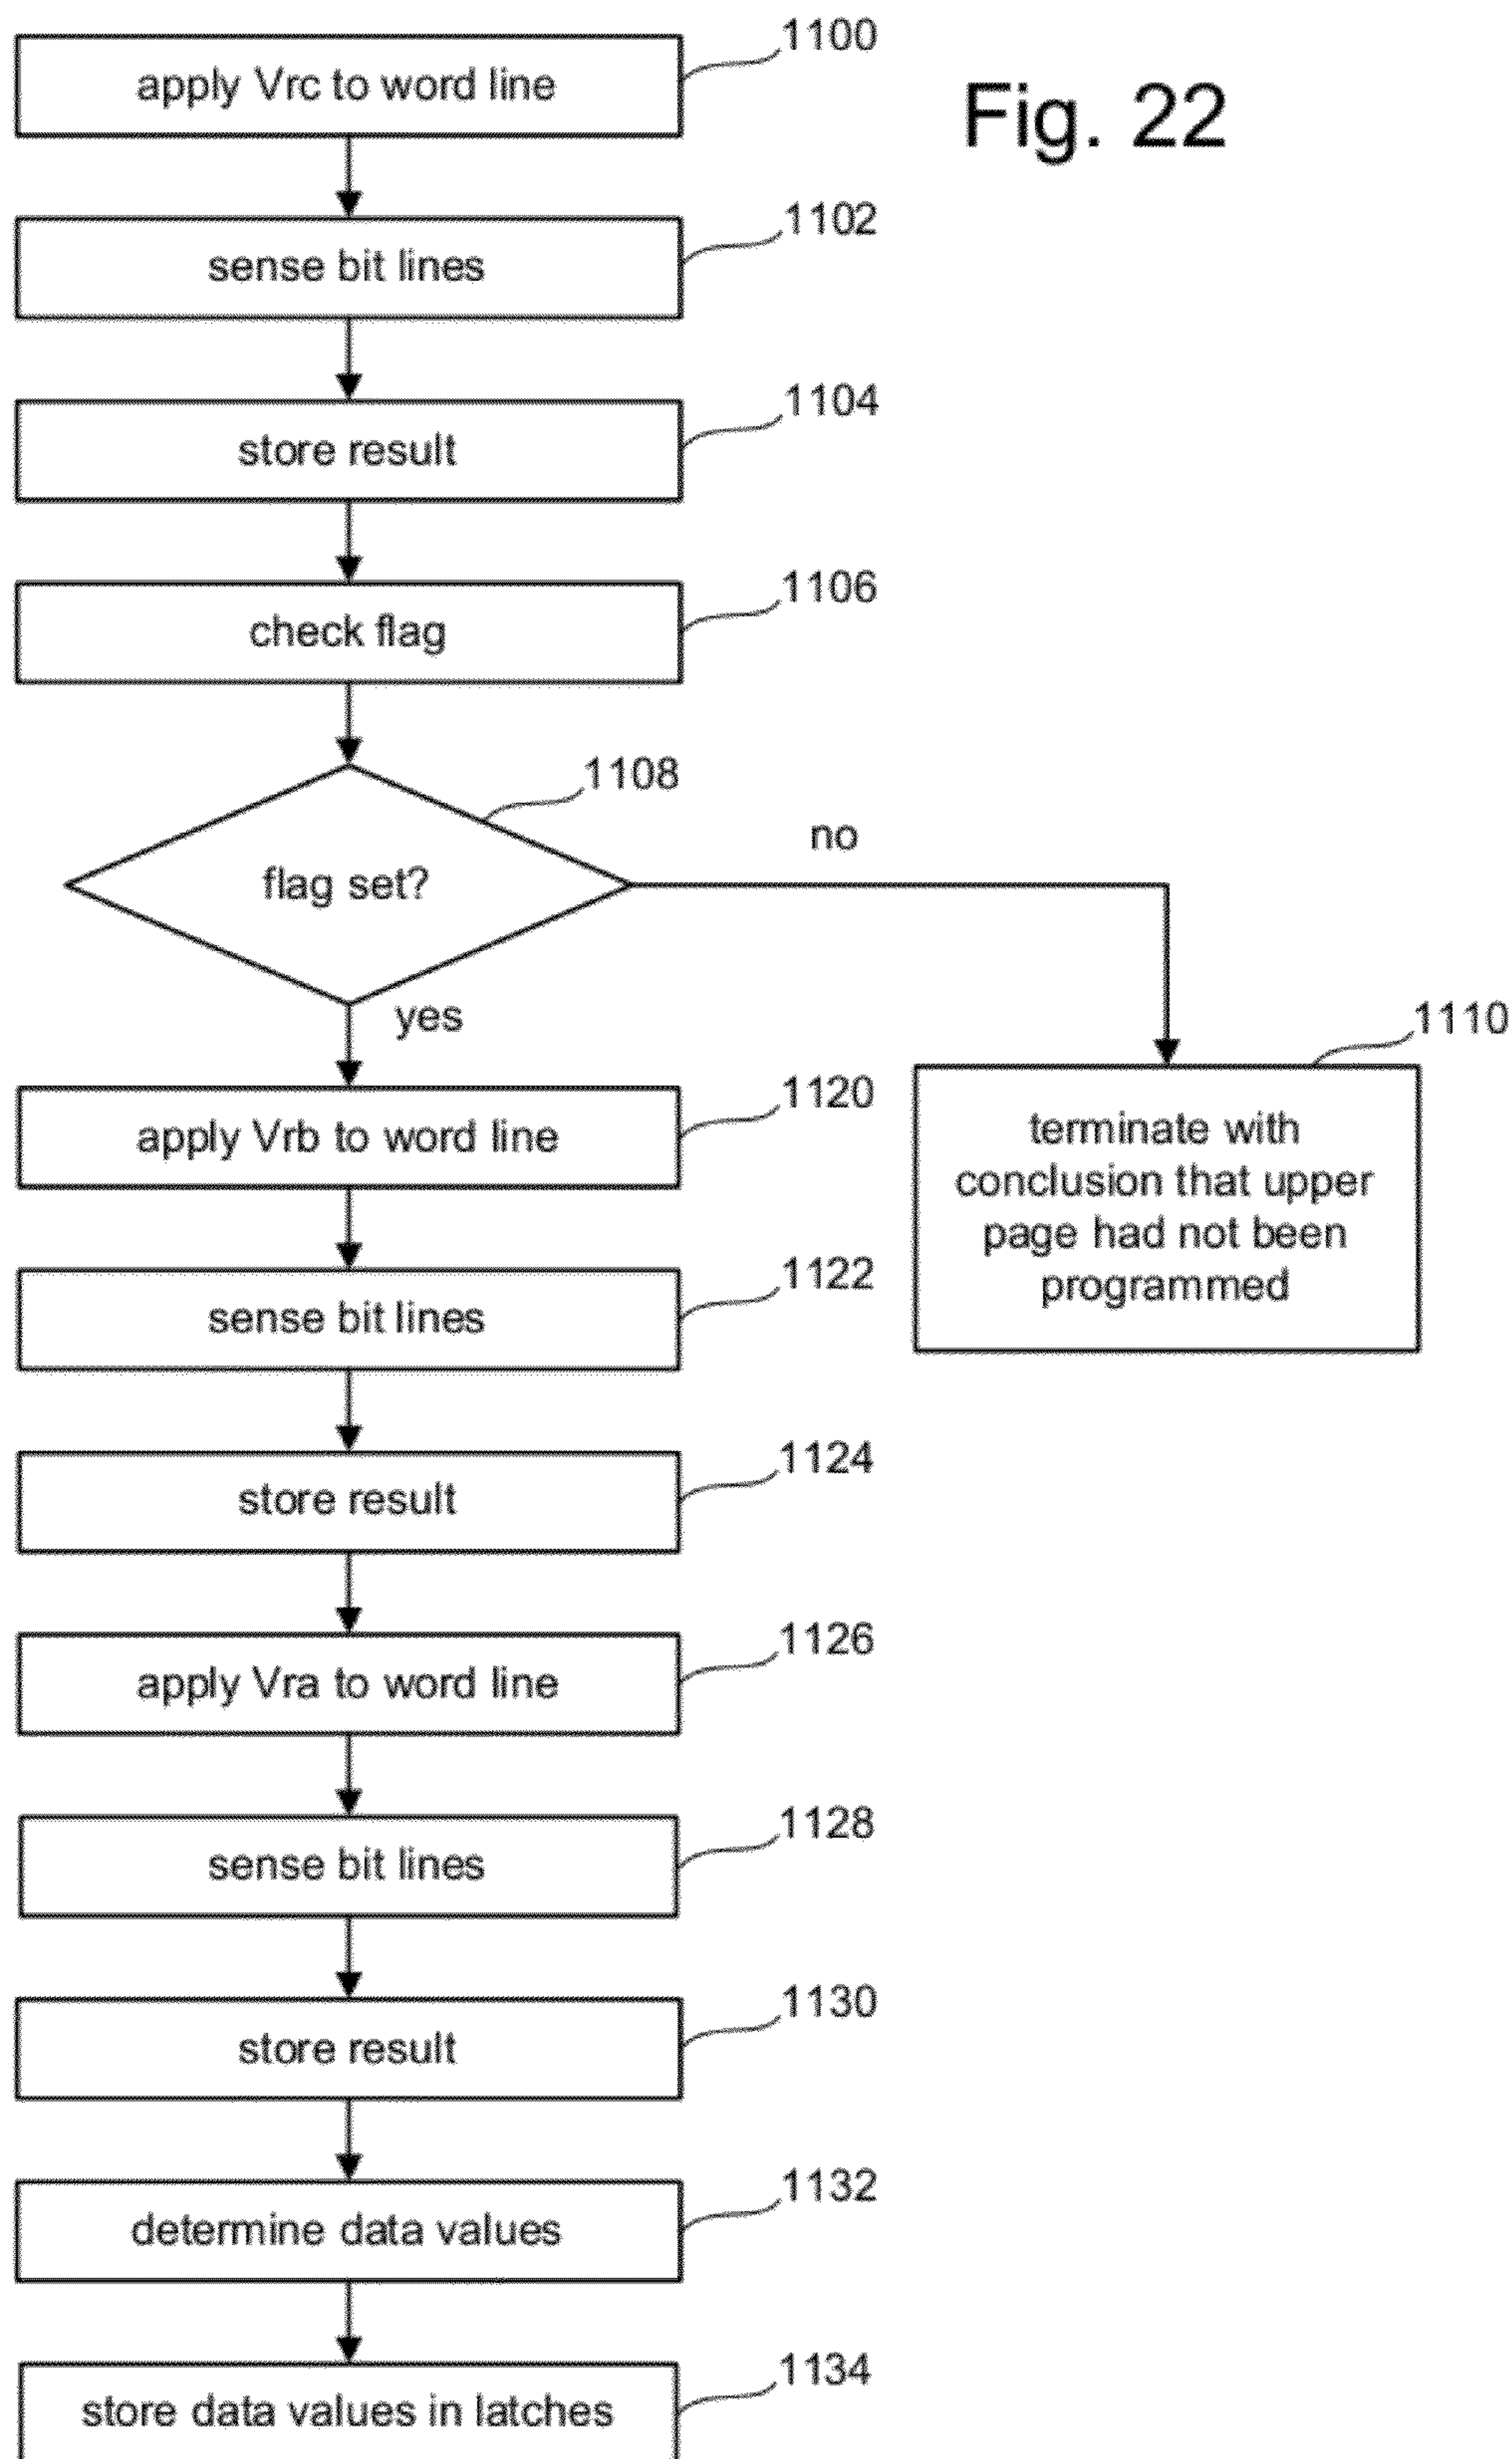 1100
apply Vrc to word line
Fig. 22
1102
sense bit lines
1104
store result
1106
check flag
1108
flag set?
no
yes
1110
terminate with
conclusion that upper
page had not been
programmed
1120
apply Vrb to word line
1122
sense bit lines
1124
store result
1126
apply Vra to word line
1128
sense bit lines
1130
store result
1132
determine data values
1134
store data values in latches